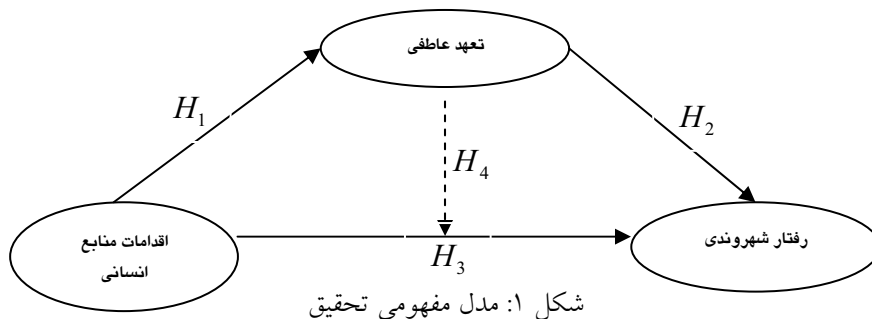 تعهد عاطفی
H1
H2
H4
اقدامات منابع
انسانی
رفتار شهروندی
H3
شکل ۱: مدل مفهومی تحقیق